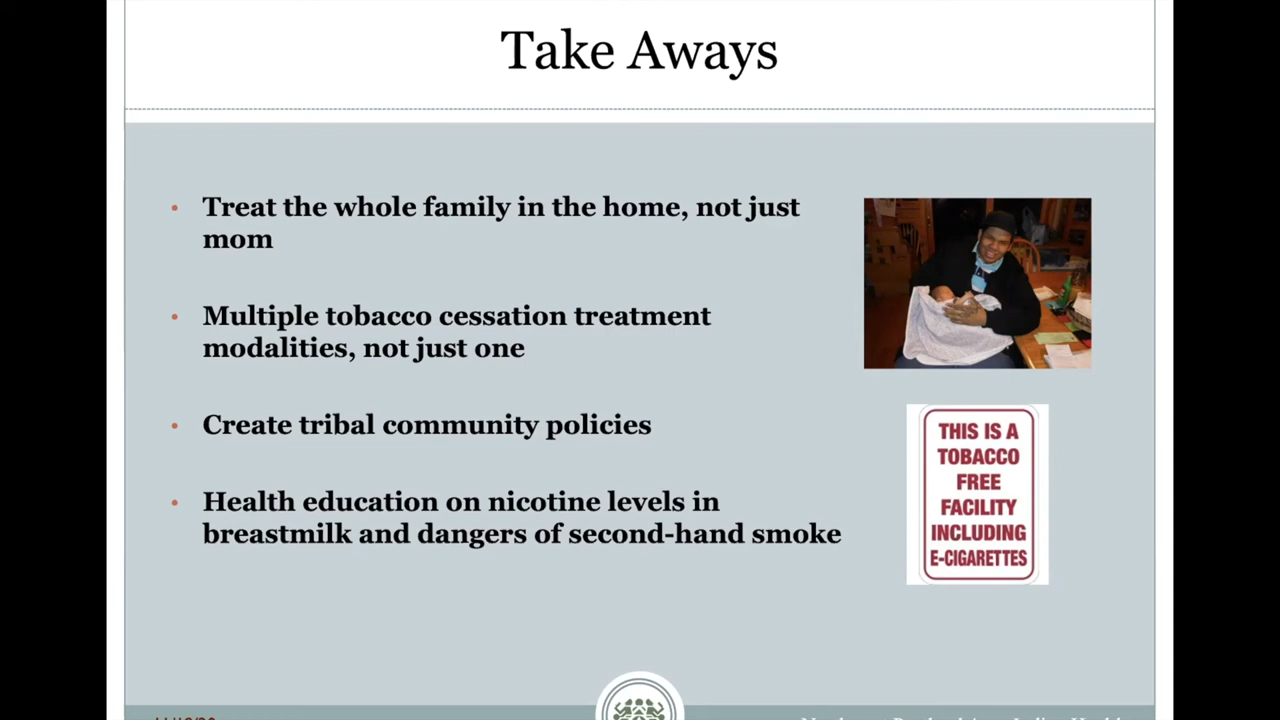 Take Aways
• Treat the whole family in the home, not just
mom
• Multiple tobacco cessation treatment
modalities, not just one
• Create tribal community policies
• Health education on nicotine levels in
breastmilk and dangers of second-hand smoke
THIS IS A
TOBACCO
FREE
FACILITY
INCLUDING
E-CIGARETTES